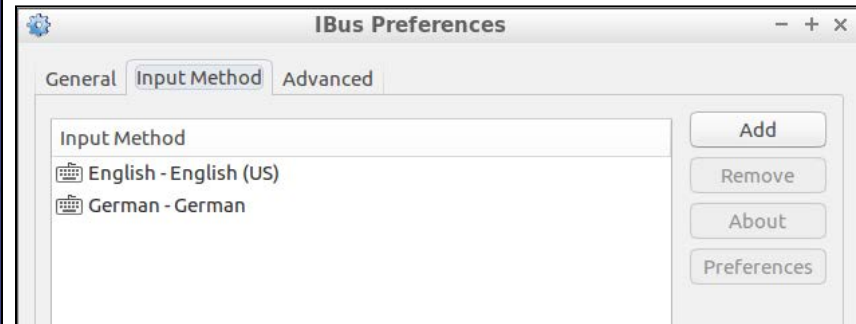 IBus Preferences
General Input Method Advanced
Input Method
English - English (US)
German - German
Add
Remove
About
Preferences